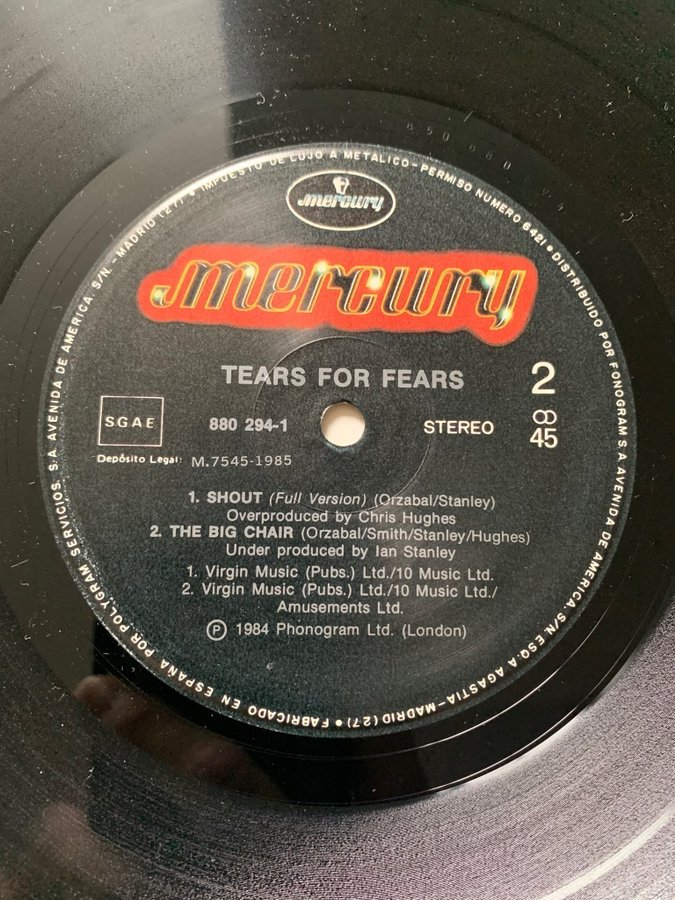 mercury
mercury
TEARS FOR FEARS
2
SGAE
880 294-1
STEREO
45
Depósito Legal: M.7545-1985
1. SHOUT (Full Version) (Orzabal/Stanley)
Overproduced by Chris Hughes
2. THE BIG CHAIR (Orzabal/Smith/Stanley/Hughes)
Under produced by Ian Stanley
1. Virgin Music (Pubs.) Ltd./10 Music Ltd.
2. Virgin Music (Pubs.) Ltd./10 Music Ltd./
Amusements Ltd.
℗ 1984 Phonogram Ltd. (London)
• FABRICADO EN ESPAÑA POR POLYGRAM SERVICIOS, S.A. AVENIDA DE AMERICA, S/N. MADRID (27) • IMPUESTO DE LUJO A METALICO - PERMISO NUMERO 6421 • DISTRIBUIDO POR FONOGRAM S.A. AVENIDA DE AMERICA, S/N. ESQ. A AGASTIA - MADRID (27)